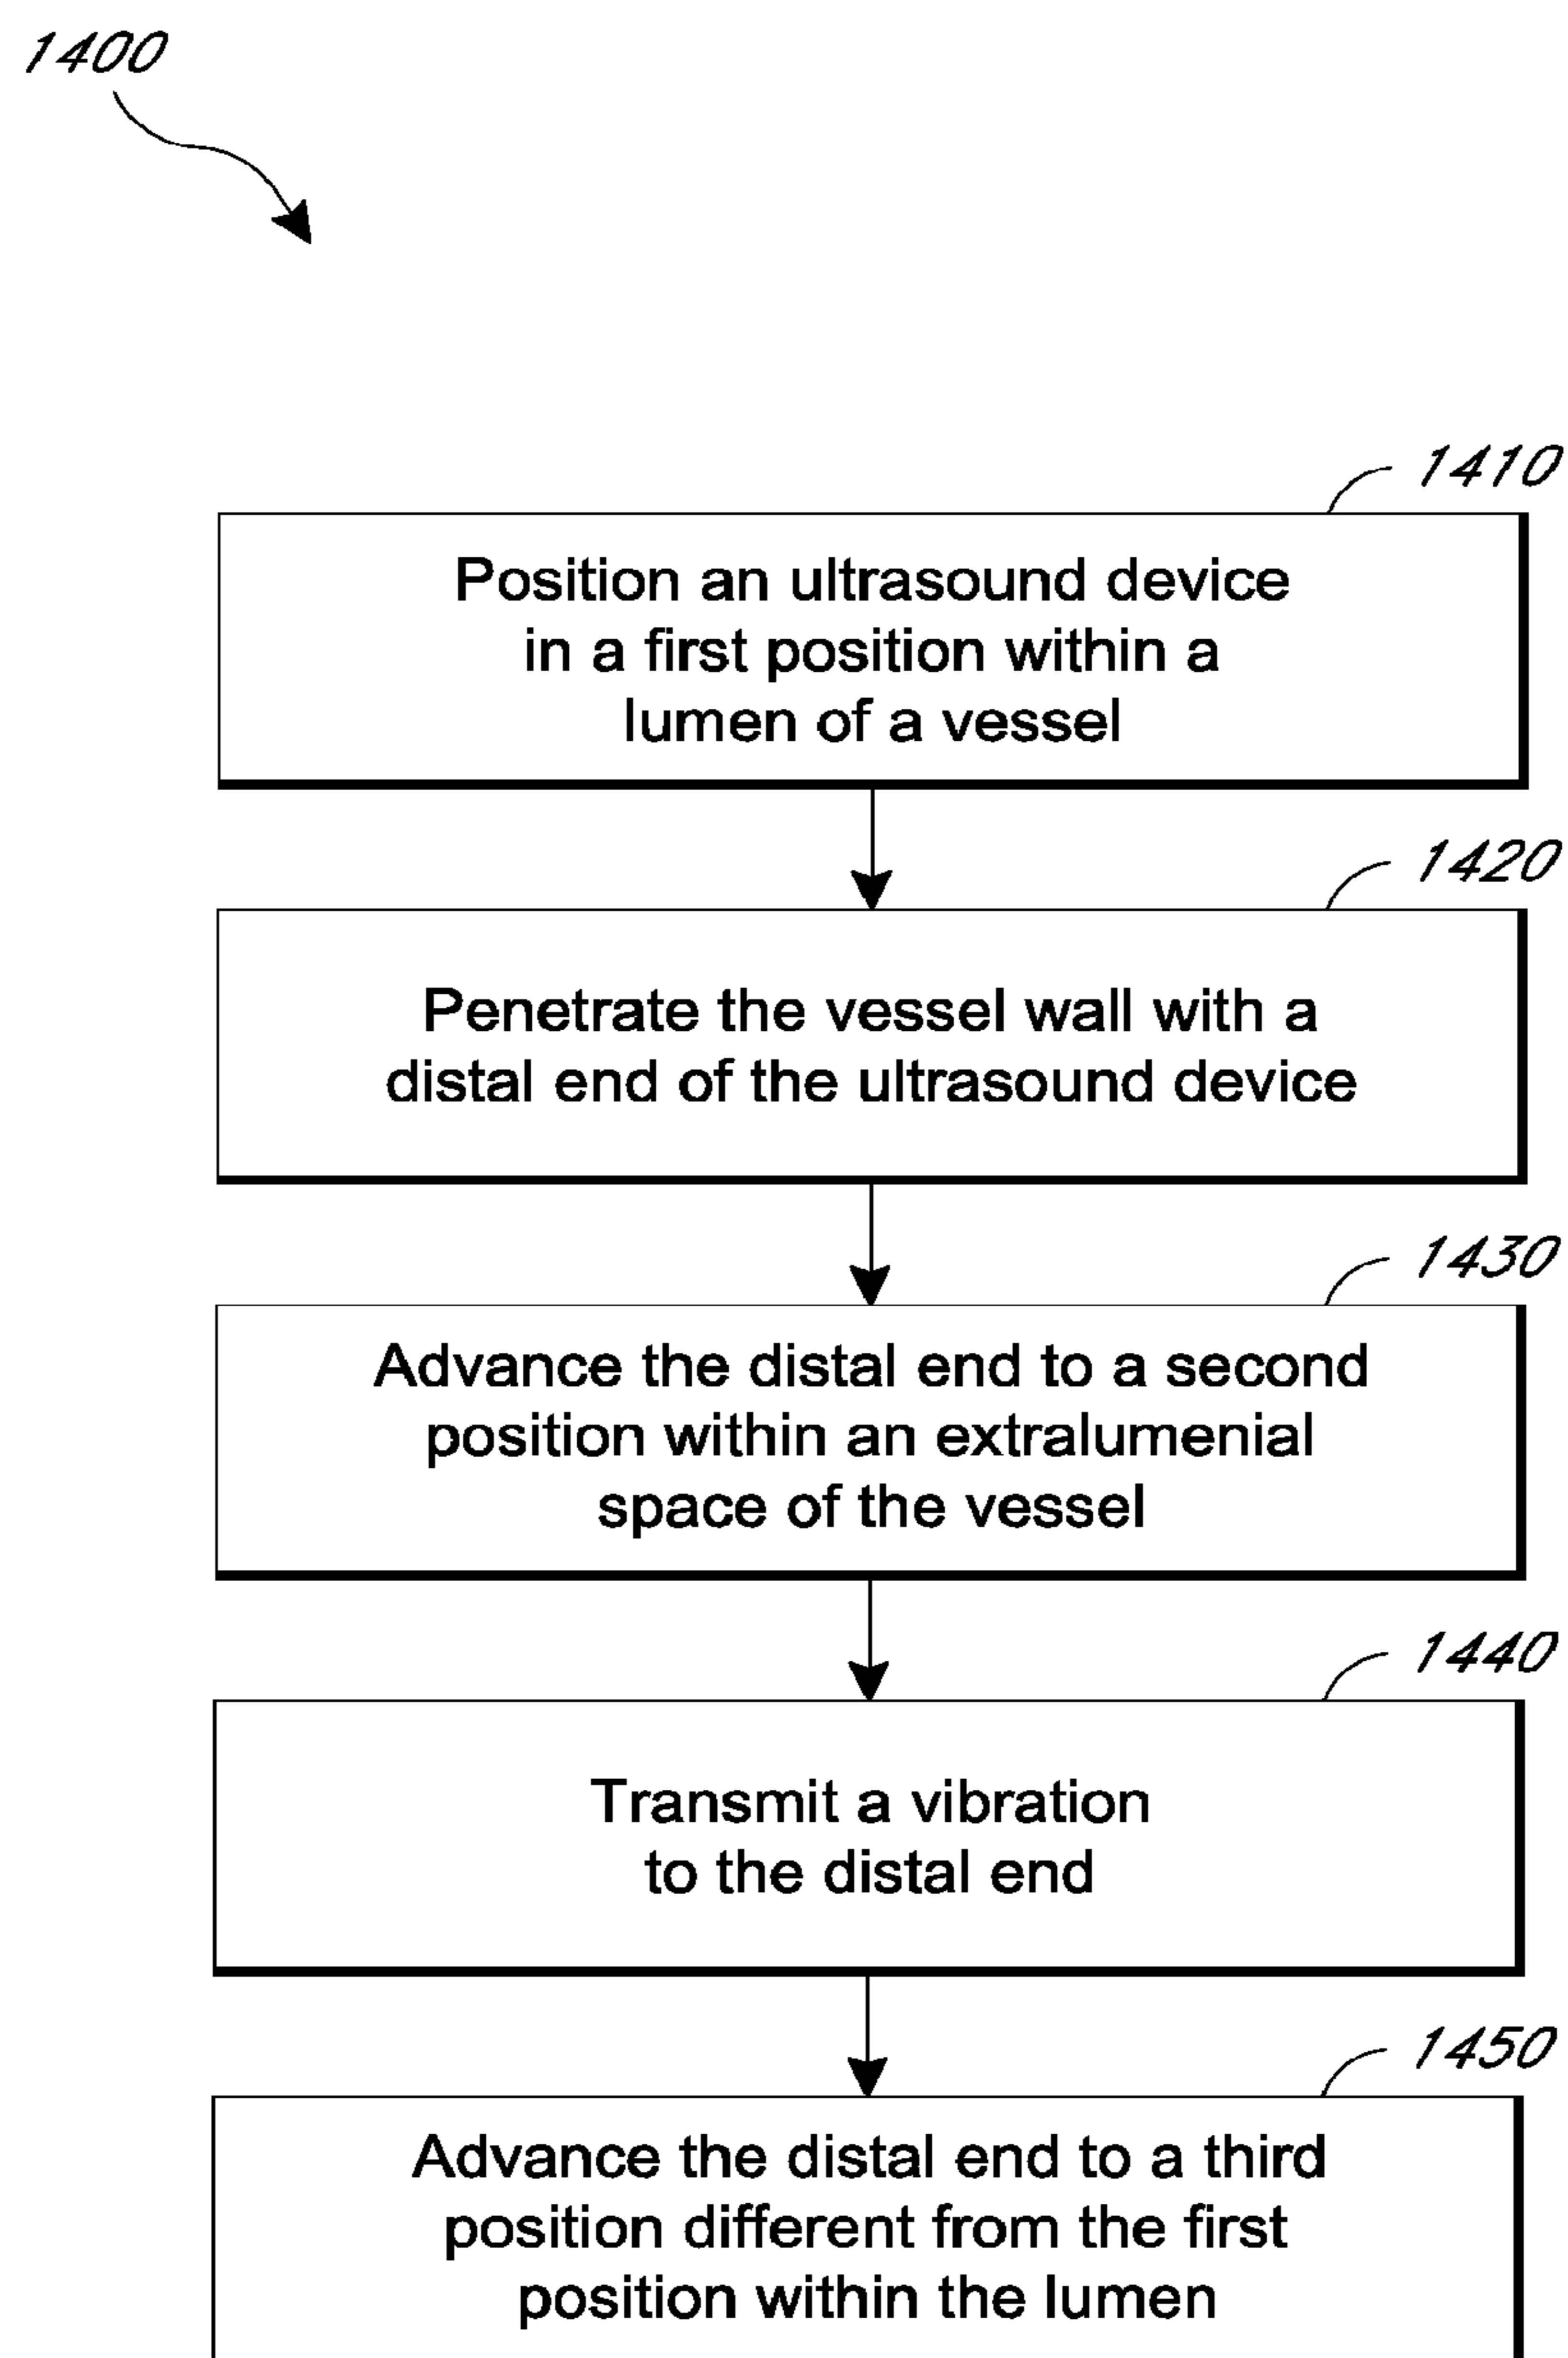 1400
1410
Position an ultrasound device
in a first position within a
lumen of a vessel
1420
Penetrate the vessel wall with a
distal end of the ultrasound device
1430
Advance the distal end to a second
position within an extralumenial
space of the vessel
1440
Transmit a vibration
to the distal end
1450
Advance the distal end to a third
position different from the first
position within the lumen